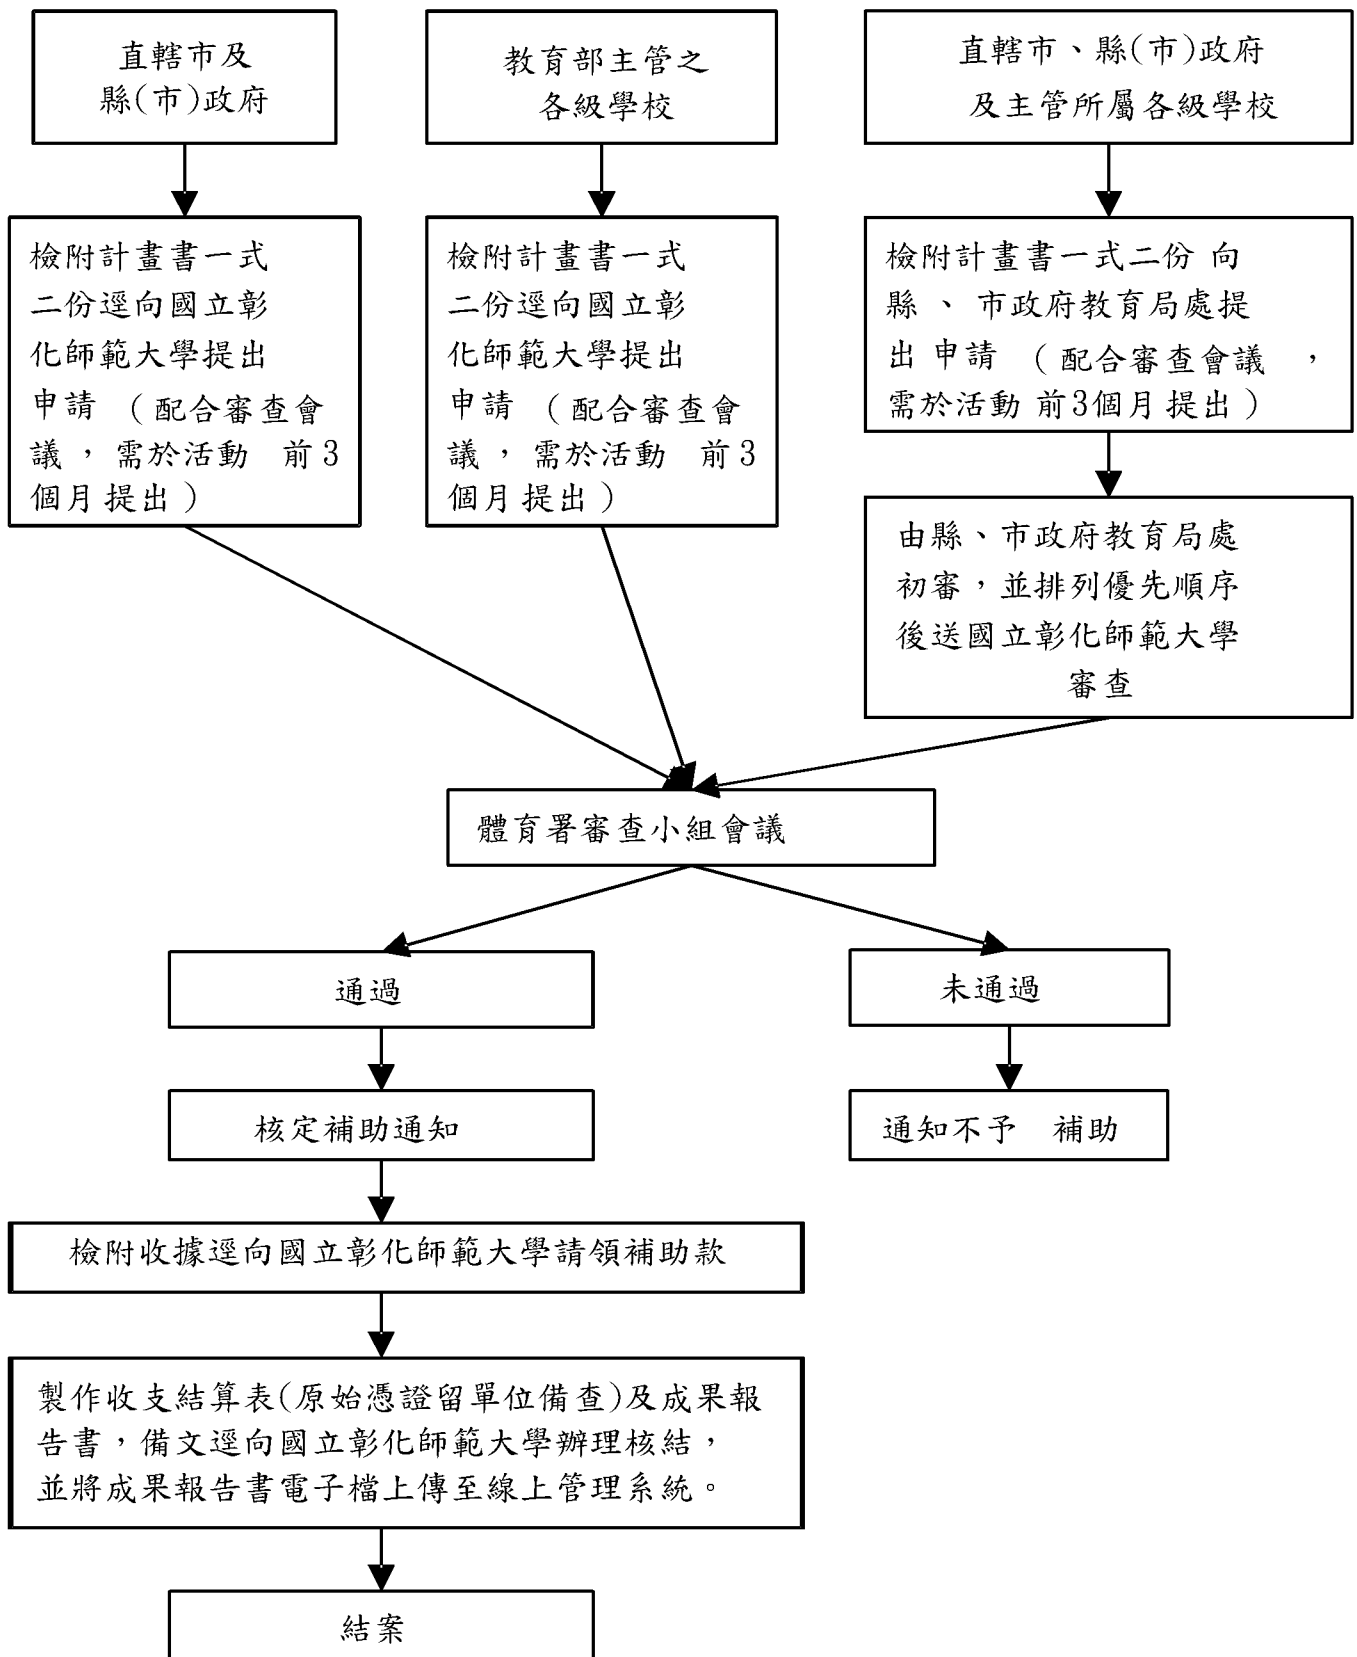 直轄市及
縣(市)政府
教育部主管之
各級學校
直轄市、縣(市)政府
及主管所屬各級學校
檢附計畫書一式
二份逕向國立彰
化師範大學提出
申請 （配合審查會
議，需於活動 前3
個月提出）
檢附計畫書一式
二份逕向國立彰
化師範大學提出
申請 （配合審查會
議，需於活動 前3
個月提出）
檢附計畫書一式二份 向
縣 、 市政府教育局處提
出 申請 （配合審查會議 ，
需於活動 前3個月提出）
由縣、市政府教育局處
初審，並排列優先順序
後送國立彰化師範大學
審查
體育署審查小組會議
通過
未通過
核定補助通知
通知不予 補助
檢附收據逕向國立彰化師範大學請領補助款
製作收支結算表(原始憑證留單位備查)及成果報
告書，備文逕向國立彰化師範大學辦理核結，
並將成果報告書電子檔上傳至線上管理系統。
結案